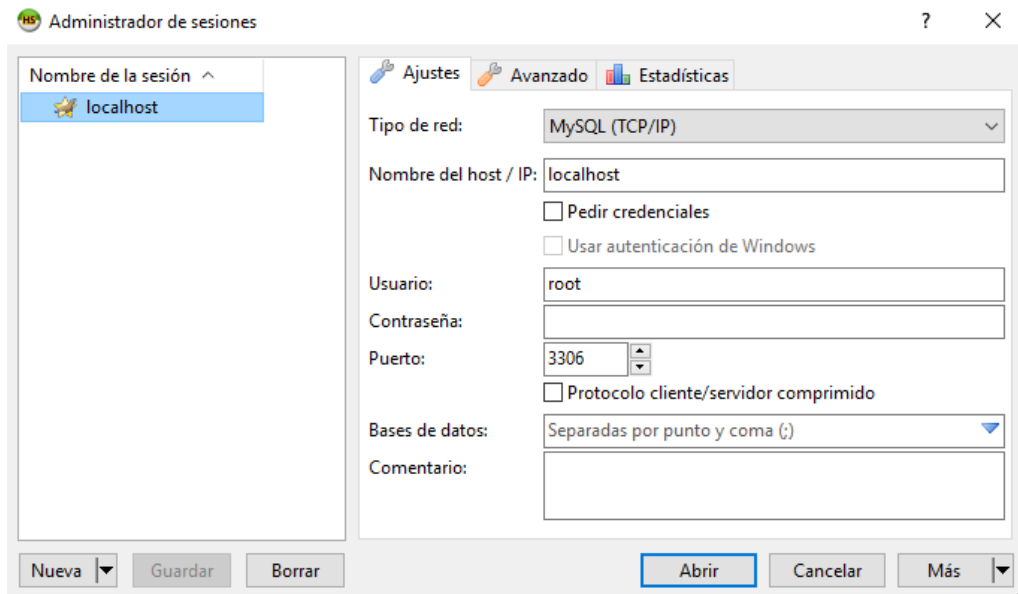 HS Administrador de sesiones ?
Nombre de la sesión
localhost
Ajustes Avanzado Estadísticas
Tipo de red: MySQL (TCP/IP)
Nombre del host / IP: localhost
Pedir credenciales
Usar autenticación de Windows
Usuario: root
Contraseña:
Puerto: 3306
Protocolo cliente/servidor comprimido
Bases de datos: Separadas por punto y coma (;)
Comentario:
Nueva Guardar Borrar Abrir Cancelar Más